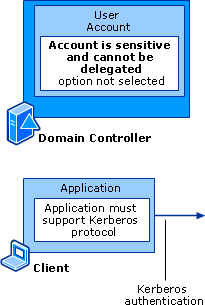 User
Account
Account is sensitive
and cannot be
delegated
option not selected
Domain Controller
Application
Application must
support Kerberos
protocol
Client
Kerberos
authentication